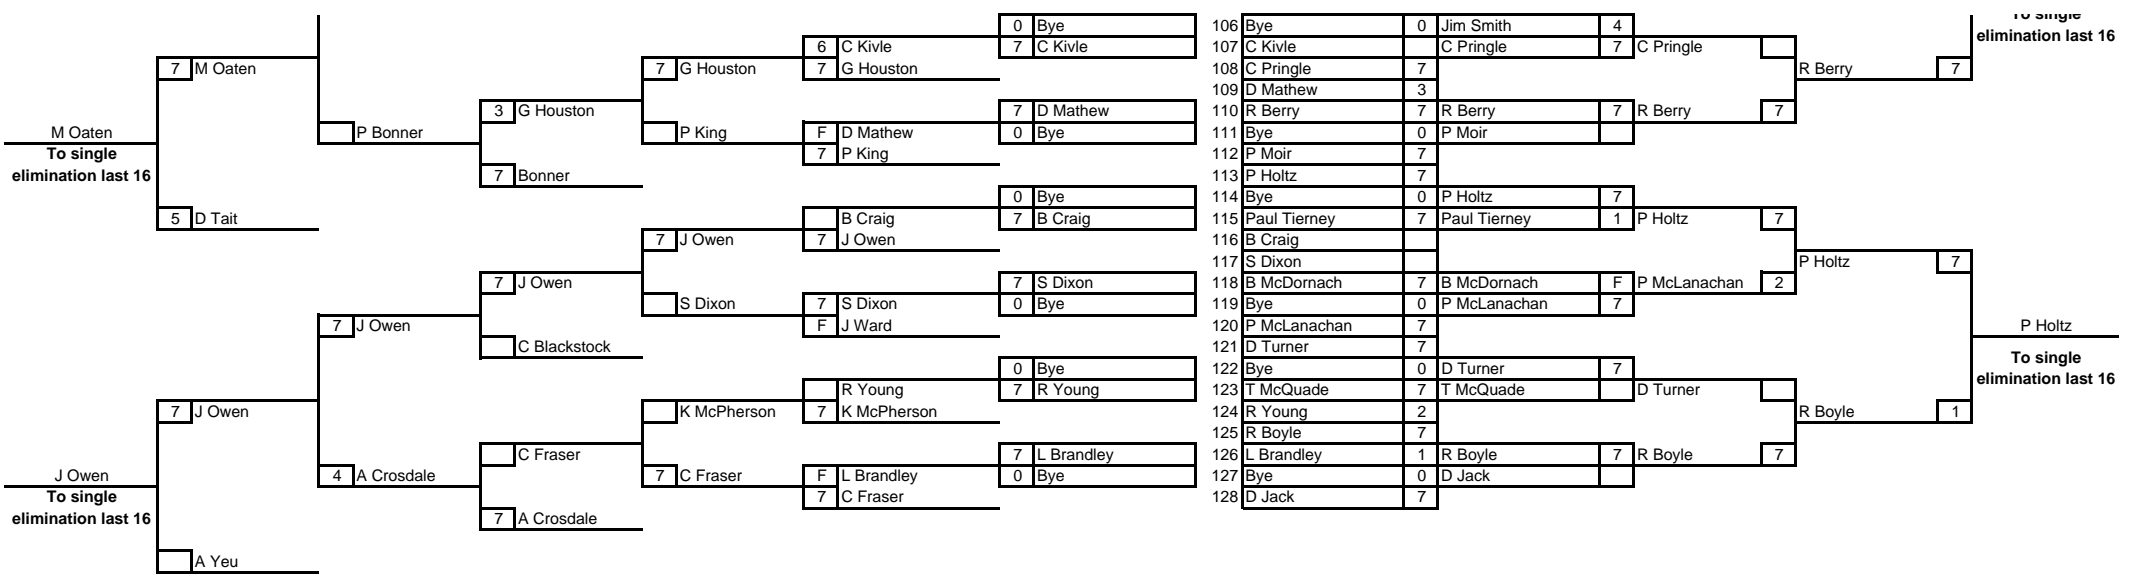 0 Bye 106 Bye 0 Jim Smith 4 To single
6 C Kivle 7 C Kivle 107 C Kivle C Pringle 7 C Pringle elimination last 16
7 M Oaten 7 G Houston 7 G Houston 108 C Pringle 7 R Berry 7
109 D Mathew 3
3 G Houston 7 D Mathew 110 R Berry 7 R Berry 7 R Berry 7
M Oaten P Bonner P King F D Mathew 0 Bye 111 Bye 0 P Moir
To single 7 P King 112 P Moir 7
elimination last 16 7 Bonner 113 P Holtz 7
0 Bye 114 Bye 0 P Holtz 7
5 D Tait B Craig 7 B Craig 115 Paul Tierney 7 Paul Tierney 1 P Holtz 7
7 J Owen 7 J Owen 116 B Craig
117 S Dixon P Holtz 7
7 J Owen 7 S Dixon 118 B McDornach 7 B McDornach F P McLanachan 2
S Dixon 7 S Dixon 0 Bye 119 Bye 0 P McLanachan 7
7 J Owen F J Ward 120 P McLanachan 7 P Holtz
C Blackstock 121 D Turner 7 To single
0 Bye 122 Bye 0 D Turner 7
R Young 7 R Young 123 T McQuade 7 T McQuade D Turner elimination last 16
7 J Owen K McPherson 7 K McPherson 124 R Young 2 R Boyle 1
125 R Boyle 7
C Fraser 7 L Brandley 126 L Brandley 1 R Boyle 7 R Boyle 7
J Owen 4 A Crosdale 7 C Fraser F L Brandley 0 Bye 127 Bye 0 D Jack
To single 7 C Fraser 128 D Jack 7
elimination last 16 7 A Crosdale
A Yeu